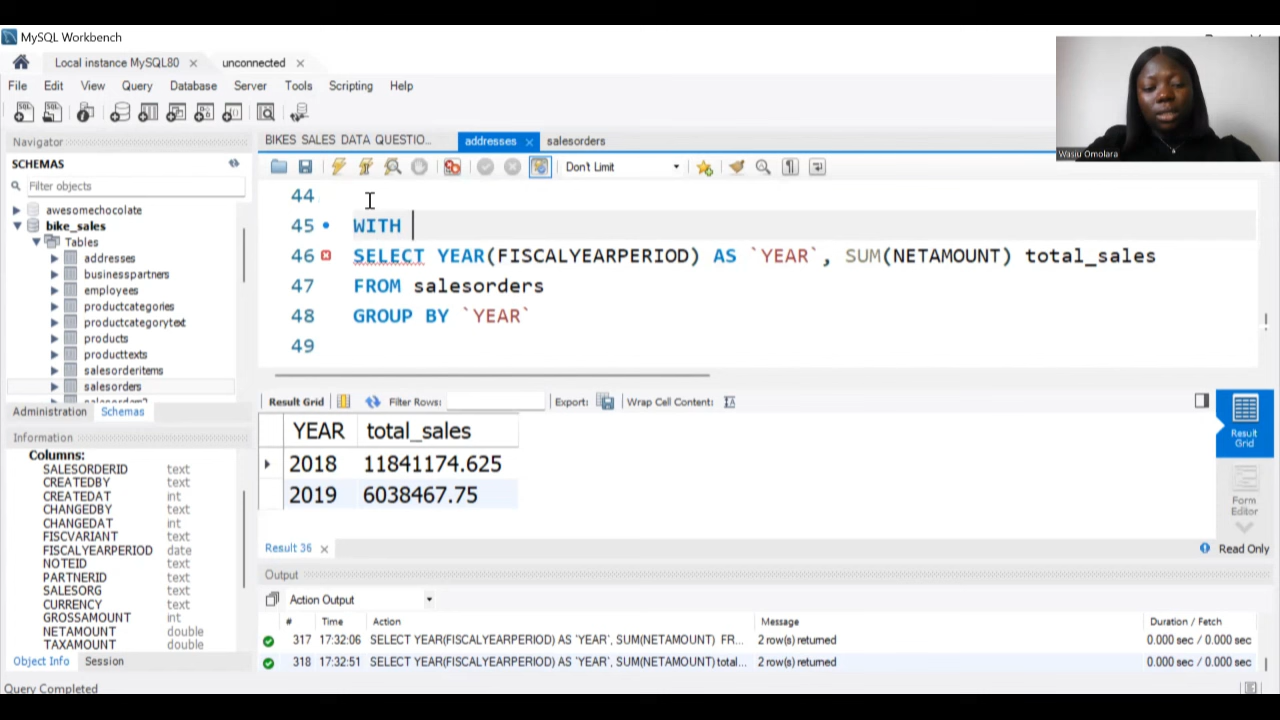 MySQL Workbench
Local instance MySQL80
unconnected
File Edit View Query Database Server Tools Scripting Help
Wasiu Omolara
Navigator
SCHEMAS
Filter objects
awesomechocolate
bike_sales
Tables
addresses
businesspartners
employees
productcategories
productcategorytext
products
producttexts
salesorderitems
salesorders
Administration Schemas
Information
Columns:
SALESORDERID text
CREATEDBY text
CREATEDAT int
CHANGEDBY text
CHANGEDAT int
FISCVARIANT text
FISCALYEARPERIOD date
NOTEID text
PARTNERID text
SALESORG text
CURRENCY text
GROSSAMOUNT int
NETAMOUNT double
TAXAMOUNT double
Object Info Session
Query Completed
BIKES SALES DATA QUESTIO... addresses salesorders
Don't Limit
44
45 WITH
46 SELECT YEAR(FISCALYEARPERIOD) AS `YEAR`, SUM(NETAMOUNT) total_sales
47 FROM salesorders
48 GROUP BY `YEAR`
49
Result Grid Filter Rows: Export: Wrap Cell Content:
YEAR total_sales
2018 11841174.625
2019 6038467.75
Result Grid
Form Editor
Result 36
Read Only
Output
Action Output
# Time Action Message Duration / Fetch
317 17:32:06 SELECT YEAR(FISCALYEARPERIOD) AS `YEAR`, SUM(NETAMOUNT) FR... 2 row(s) returned 0.000 sec / 0.000 sec
318 17:32:51 SELECT YEAR(FISCALYEARPERIOD) AS `YEAR`, SUM(NETAMOUNT) total... 2 row(s) returned 0.000 sec / 0.000 sec